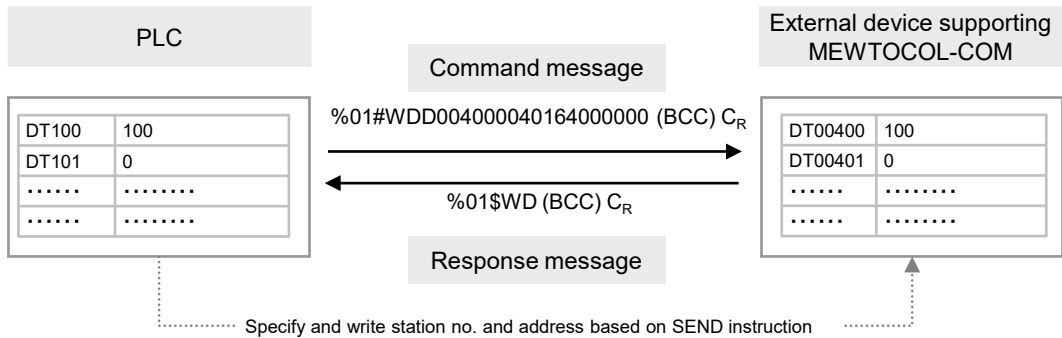 PLC
External device supporting
MEWTOCOL-COM
Command message
%01#WDD004000040164000000 (BCC) CR
DT100 100
DT101 0
...... ........
...... ........
DT00400 100
DT00401 0
...... ........
...... ........
%01$WD (BCC) CR
Response message
Specify and write station no. and address based on SEND instruction